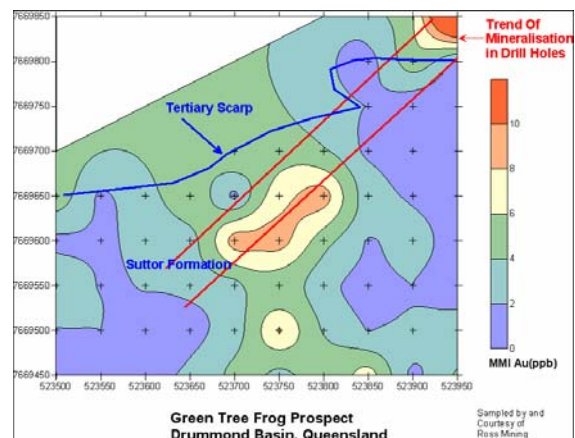 7669850
7669800
7669750
7669700
7669650
7669600
7669550
7669500
7669450
523500
523550
523600
523650
523700
523750
523800
523850
523900
523950
Tertiary Scarp
Suttor Formation
Trend Of
Mineralisation
in Drill Holes
10
8
6
4
2
0
MMI Au(ppb)
Green Tree Frog Prospect
Drummond Basin, Queensland
Sampled by and
Courtesy of
Ross Mining